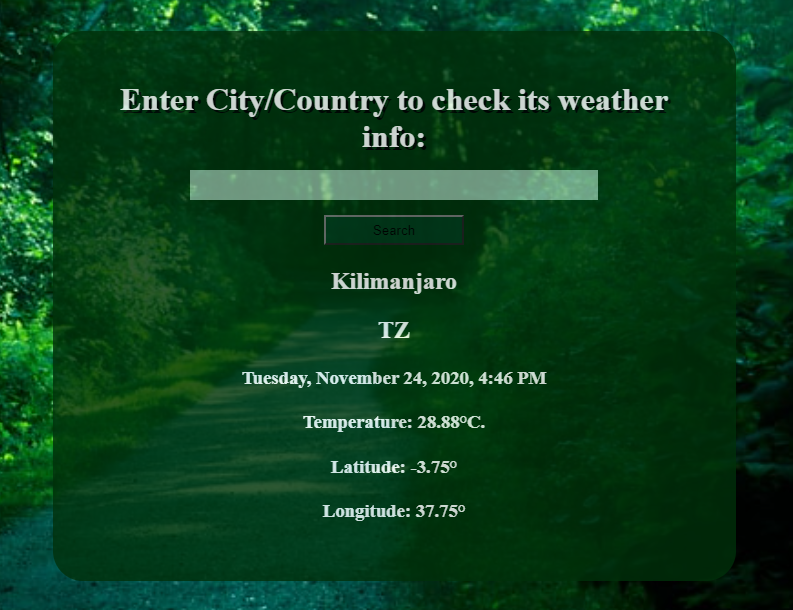 Enter City/Country to check its weather
info:
Search
Kilimanjaro
TZ
Tuesday, November 24, 2020, 4:46 PM
Temperature: 28.88°C.
Latitude: -3.75°
Longitude: 37.75°